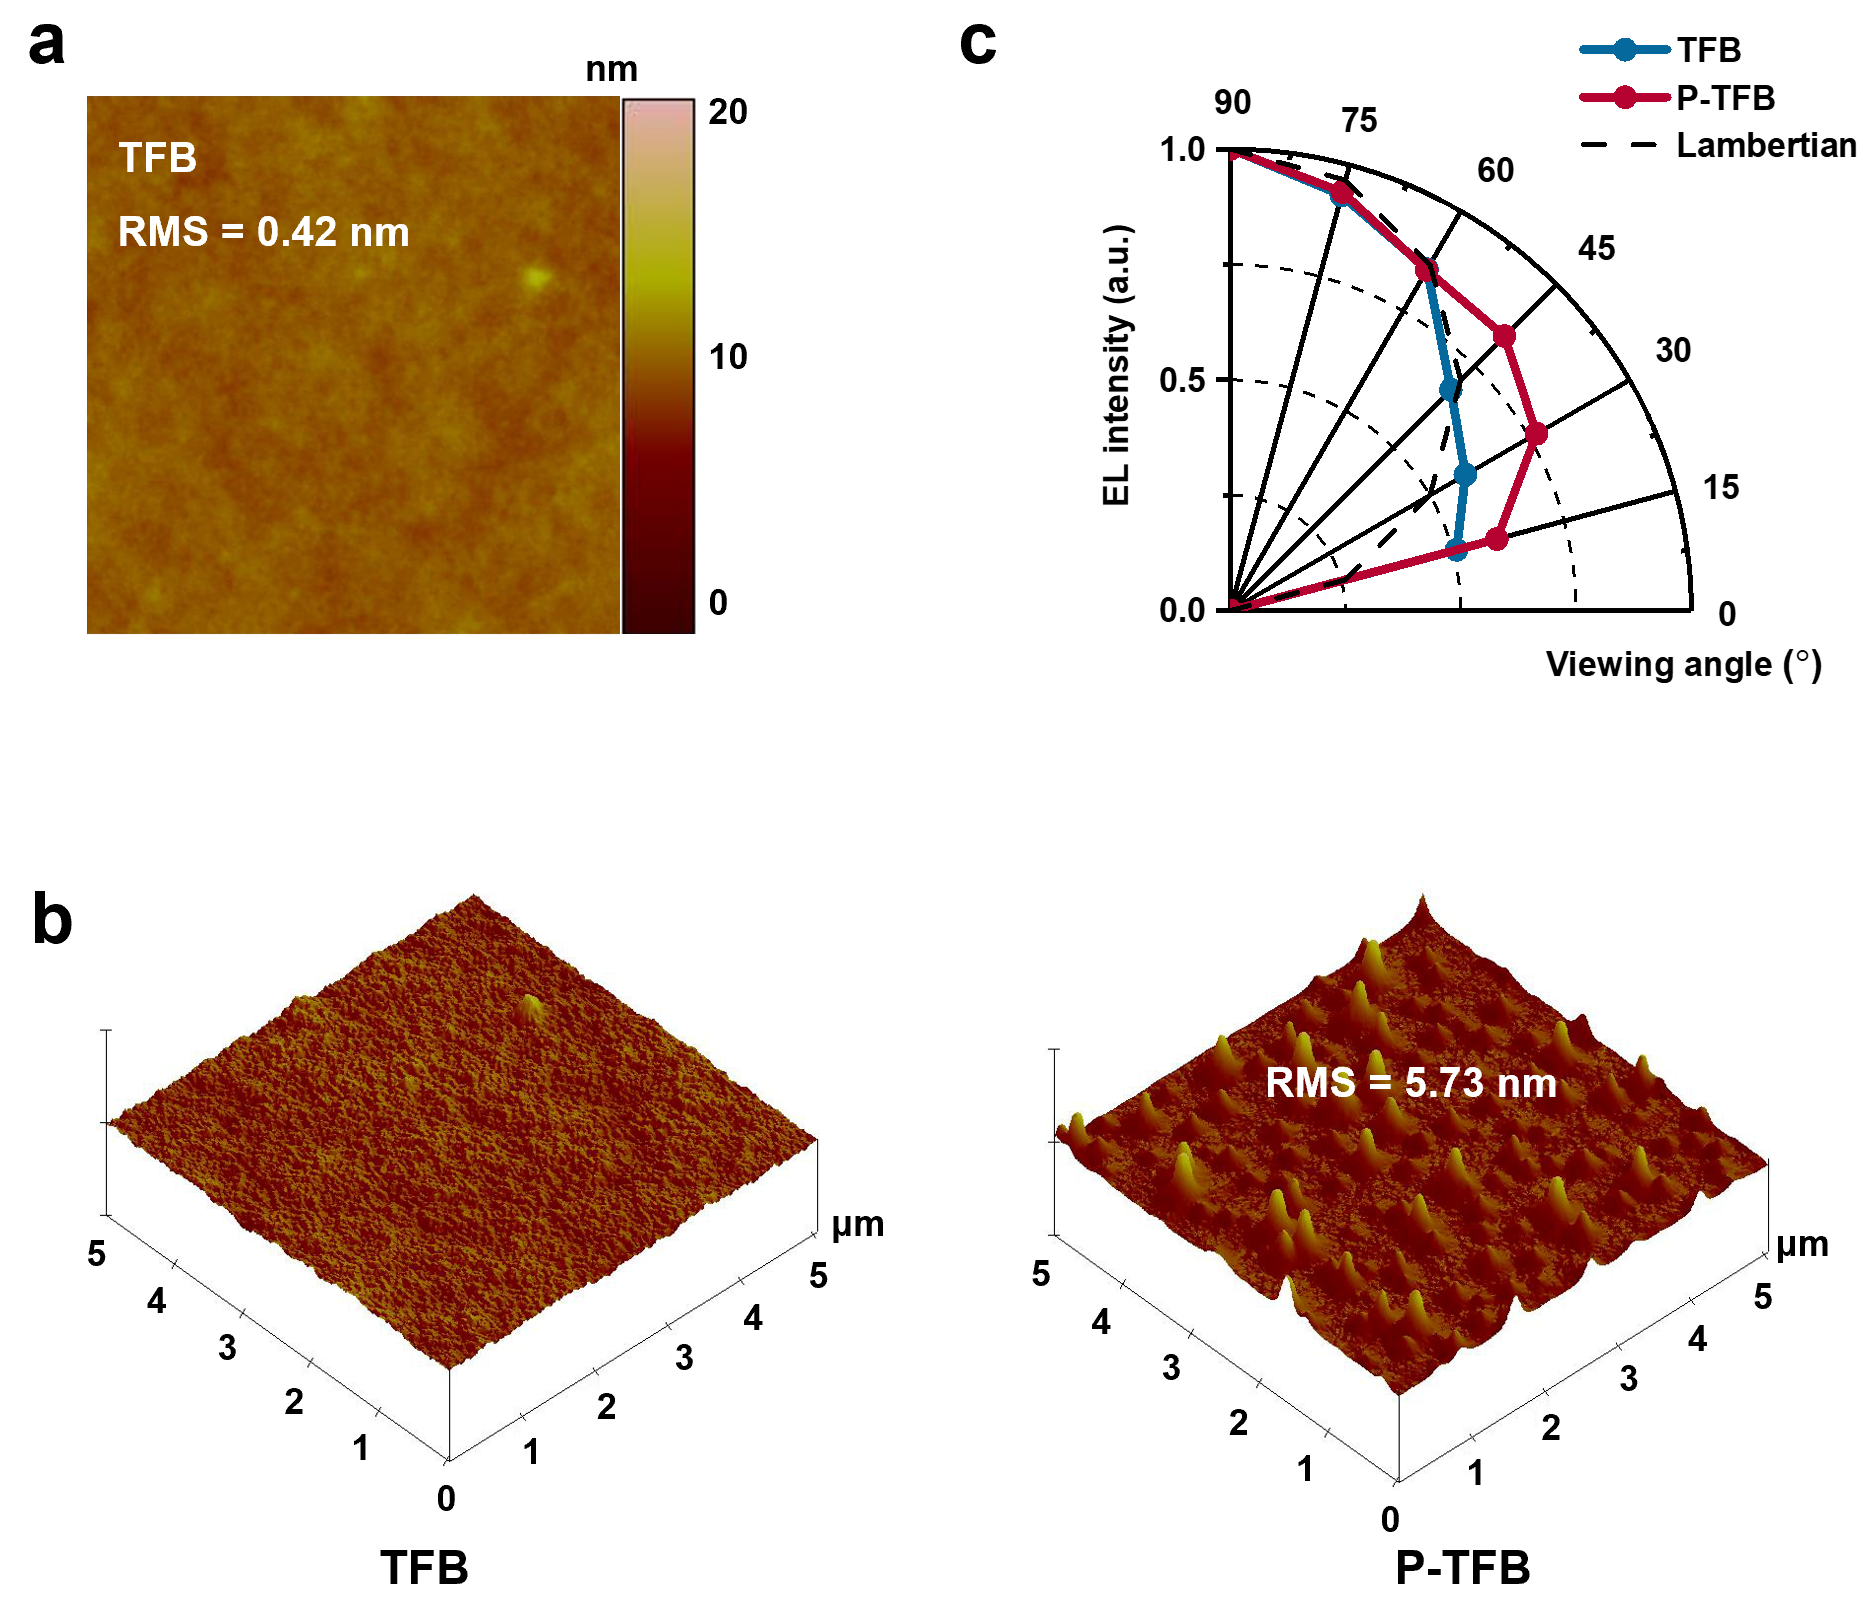 a
nm
TFB
RMS = 0.42 nm
20
10
0
c
TFB
P-TFB
Lambertian
90
75
60
45
30
15
0
1.0
0.5
0.0
EL intensity (a.u.)
Viewing angle (°)
b
5
4
3
2
1
0
1
2
3
4
5
µm
TFB
RMS = 5.73 nm
5
4
3
2
1
0
1
2
3
4
5
µm
P-TFB